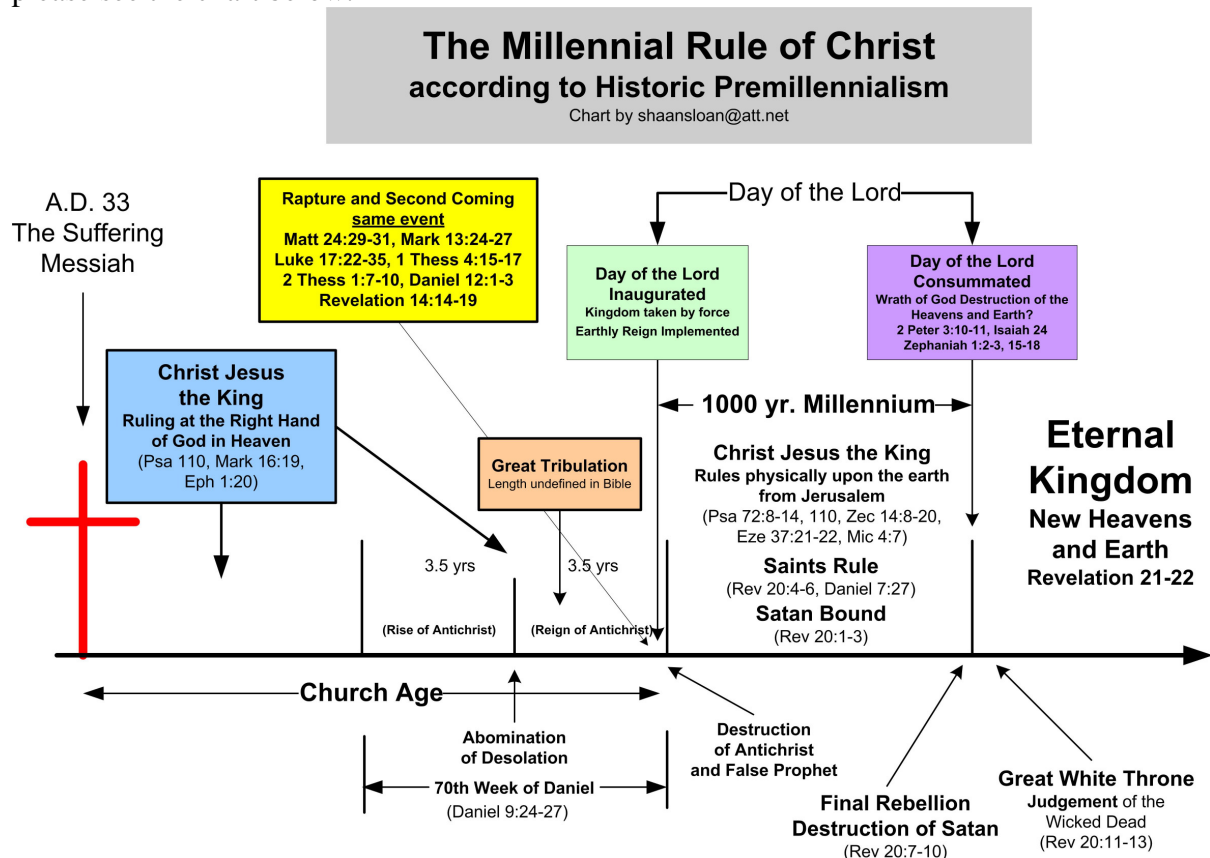 please see the chart below:
The Millennial Rule of Christ
according to Historic Premillennialism
Chart by shaansloan@att.net
A.D. 33
The Suffering
Messiah
Rapture and Second Coming
same event
Matt 24:29-31, Mark 13:24-27
Luke 17:22-35, 1 Thess 4:15-17
2 Thess 1:7-10, Daniel 12:1-3
Revelation 14:14-19
Day of the Lord
Day of the Lord
Inaugurated
Kingdom taken by force
Earthly Reign Implemented
Day of the Lord
Consummated
Wrath of God Destruction of the
Heavens and Earth?
2 Peter 3:10-11, Isaiah 24
Zephaniah 1:2-3, 15-18
Christ Jesus
the King
Ruling at the Right Hand
of God in Heaven
(Psa 110, Mark 16:19,
Eph 1:20)
Great Tribulation
Length undefined in Bible
1000 yr. Millennium
Christ Jesus the King
Rules physically upon the earth
from Jerusalem
(Psa 72:8-14, 110, Zec 14:8-20,
Eze 37:21-22, Mic 4:7)
Saints Rule
(Rev 20:4-6, Daniel 7:27)
Satan Bound
(Rev 20:1-3)
Eternal
Kingdom
New Heavens
and Earth
Revelation 21-22
3.5 yrs
3.5 yrs
(Rise of Antichrist)
(Reign of Antichrist)
Church Age
Abomination
of Desolation
70th Week of Daniel
(Daniel 9:24-27)
Destruction
of Antichrist
and False Prophet
Final Rebellion
Destruction of Satan
(Rev 20:7-10)
Great White Throne
Judgement of the
Wicked Dead
(Rev 20:11-13)